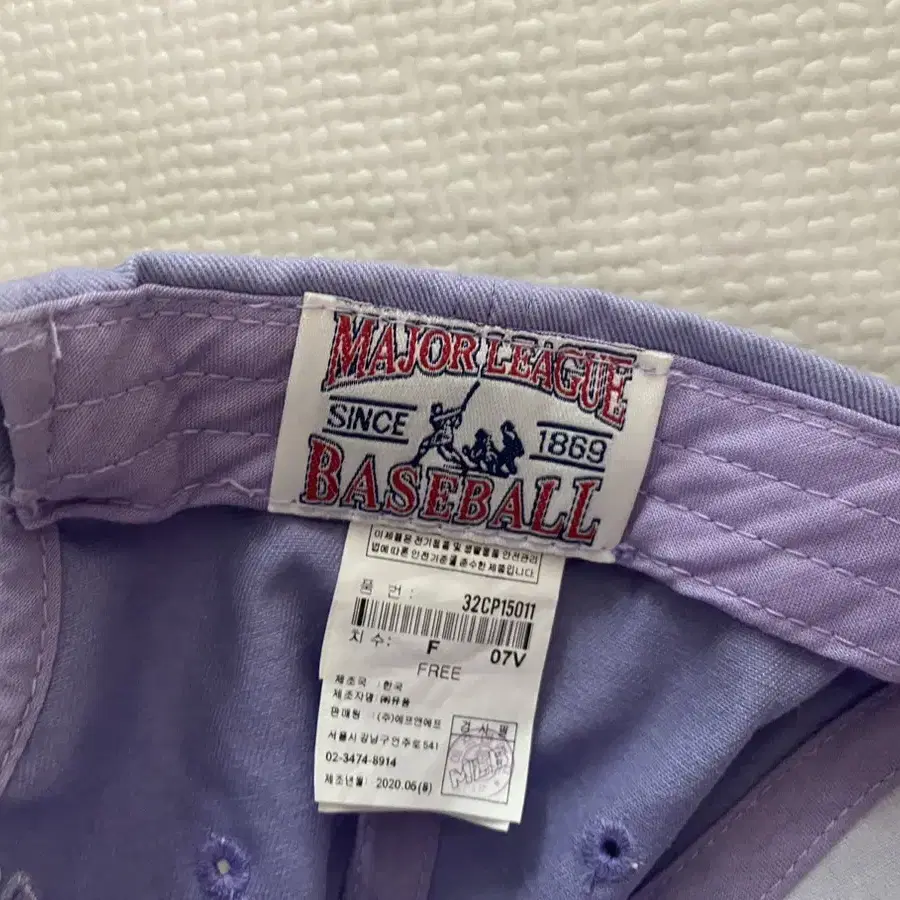 MAJOR LEAGUE
SINCE 1869
BASEBALL
이 제품은 전기용품 및 생활용품 안전관리
법에 따른 안전기준을 준수한 제품입니다.
품 번 : 32CP15011
치 수: F 07V
FREE
제조국 : 한국
제조자명 : ㈜유풍
판매원 : (주)에프앤에프
서울시 강남구 언주로 541
02-3474-8914
제조년월 : 2020.06(8)
검 사 필
MLB